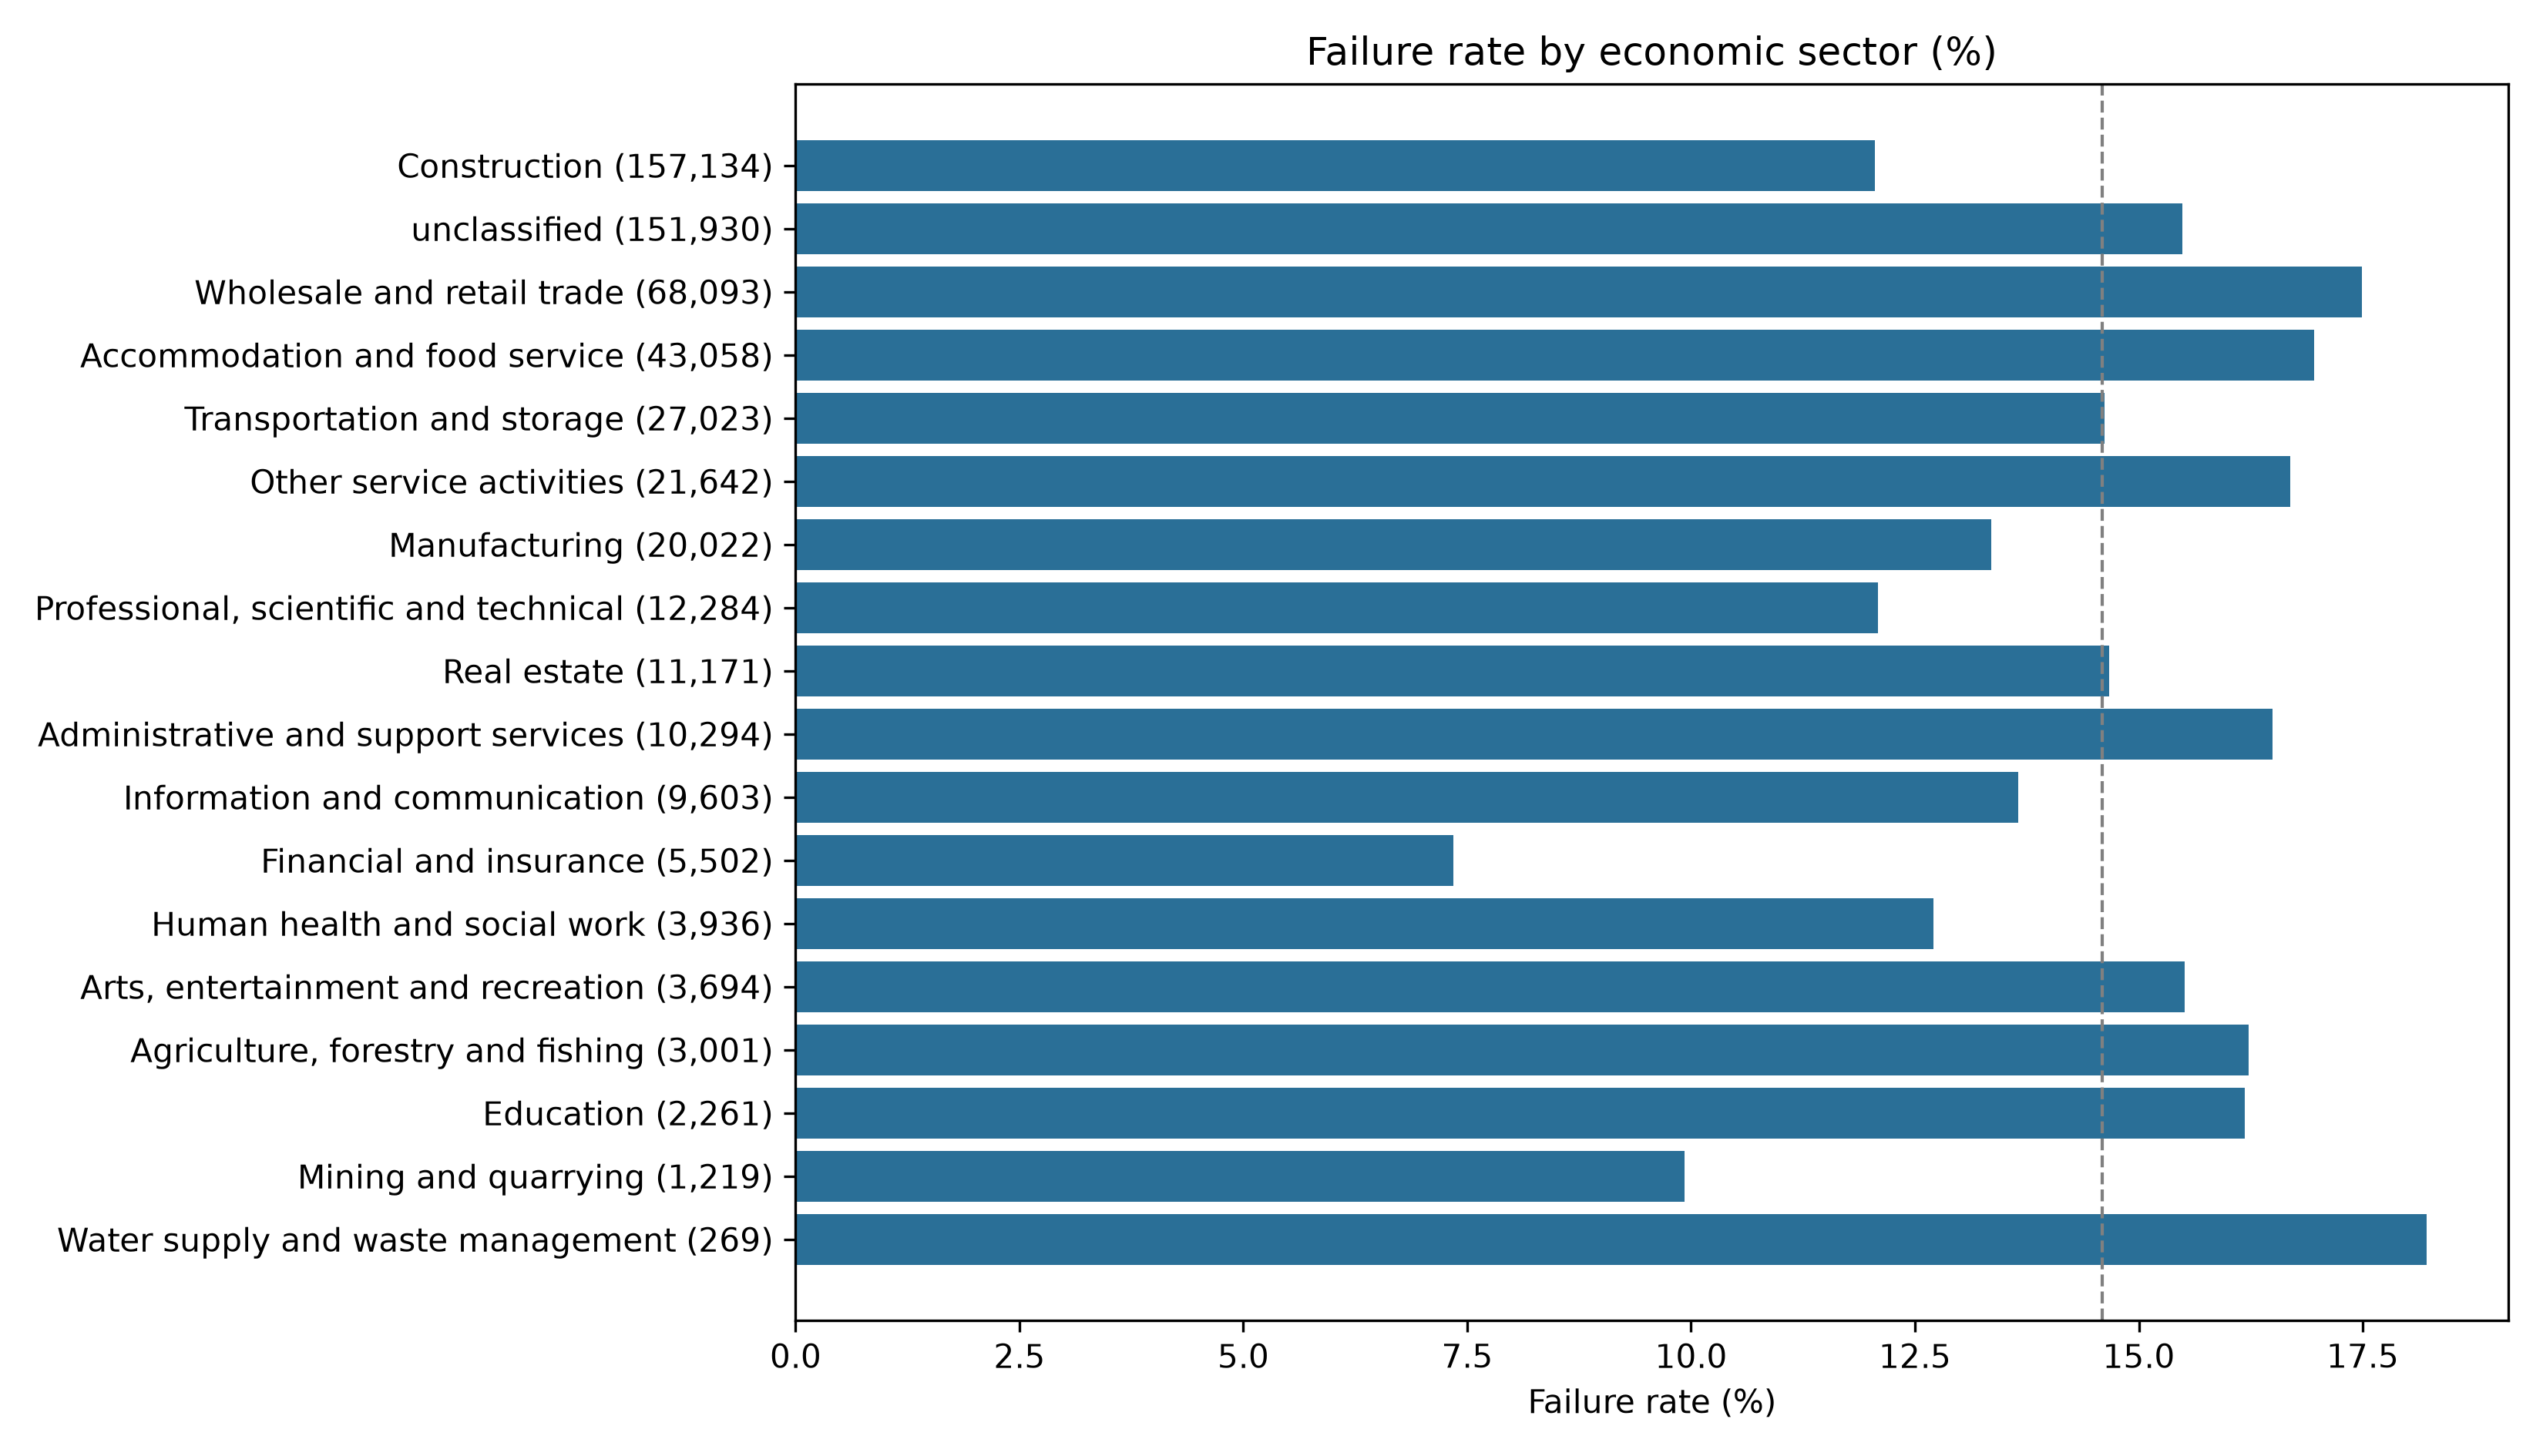 Failure rate by economic sector (%)
Construction (157,134)
unclassified (151,930)
Wholesale and retail trade (68,093)
Accommodation and food service (43,058)
Transportation and storage (27,023)
Other service activities (21,642)
Manufacturing (20,022)
Professional, scientific and technical (12,284)
Real estate (11,171)
Administrative and support services (10,294)
Information and communication (9,603)
Financial and insurance (5,502)
Human health and social work (3,936)
Arts, entertainment and recreation (3,694)
Agriculture, forestry and fishing (3,001)
Education (2,261)
Mining and quarrying (1,219)
Water supply and waste management (269)
0.0 2.5 5.0 7.5 10.0 12.5 15.0 17.5
Failure rate (%)